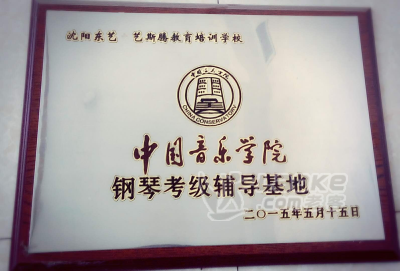 沈阳东艺 艺斯腾教育培训学校
中国音乐学院
CHINA CONSERVATORY
中国音乐学院
钢琴考级辅导基地
二〇一五年五月十五日